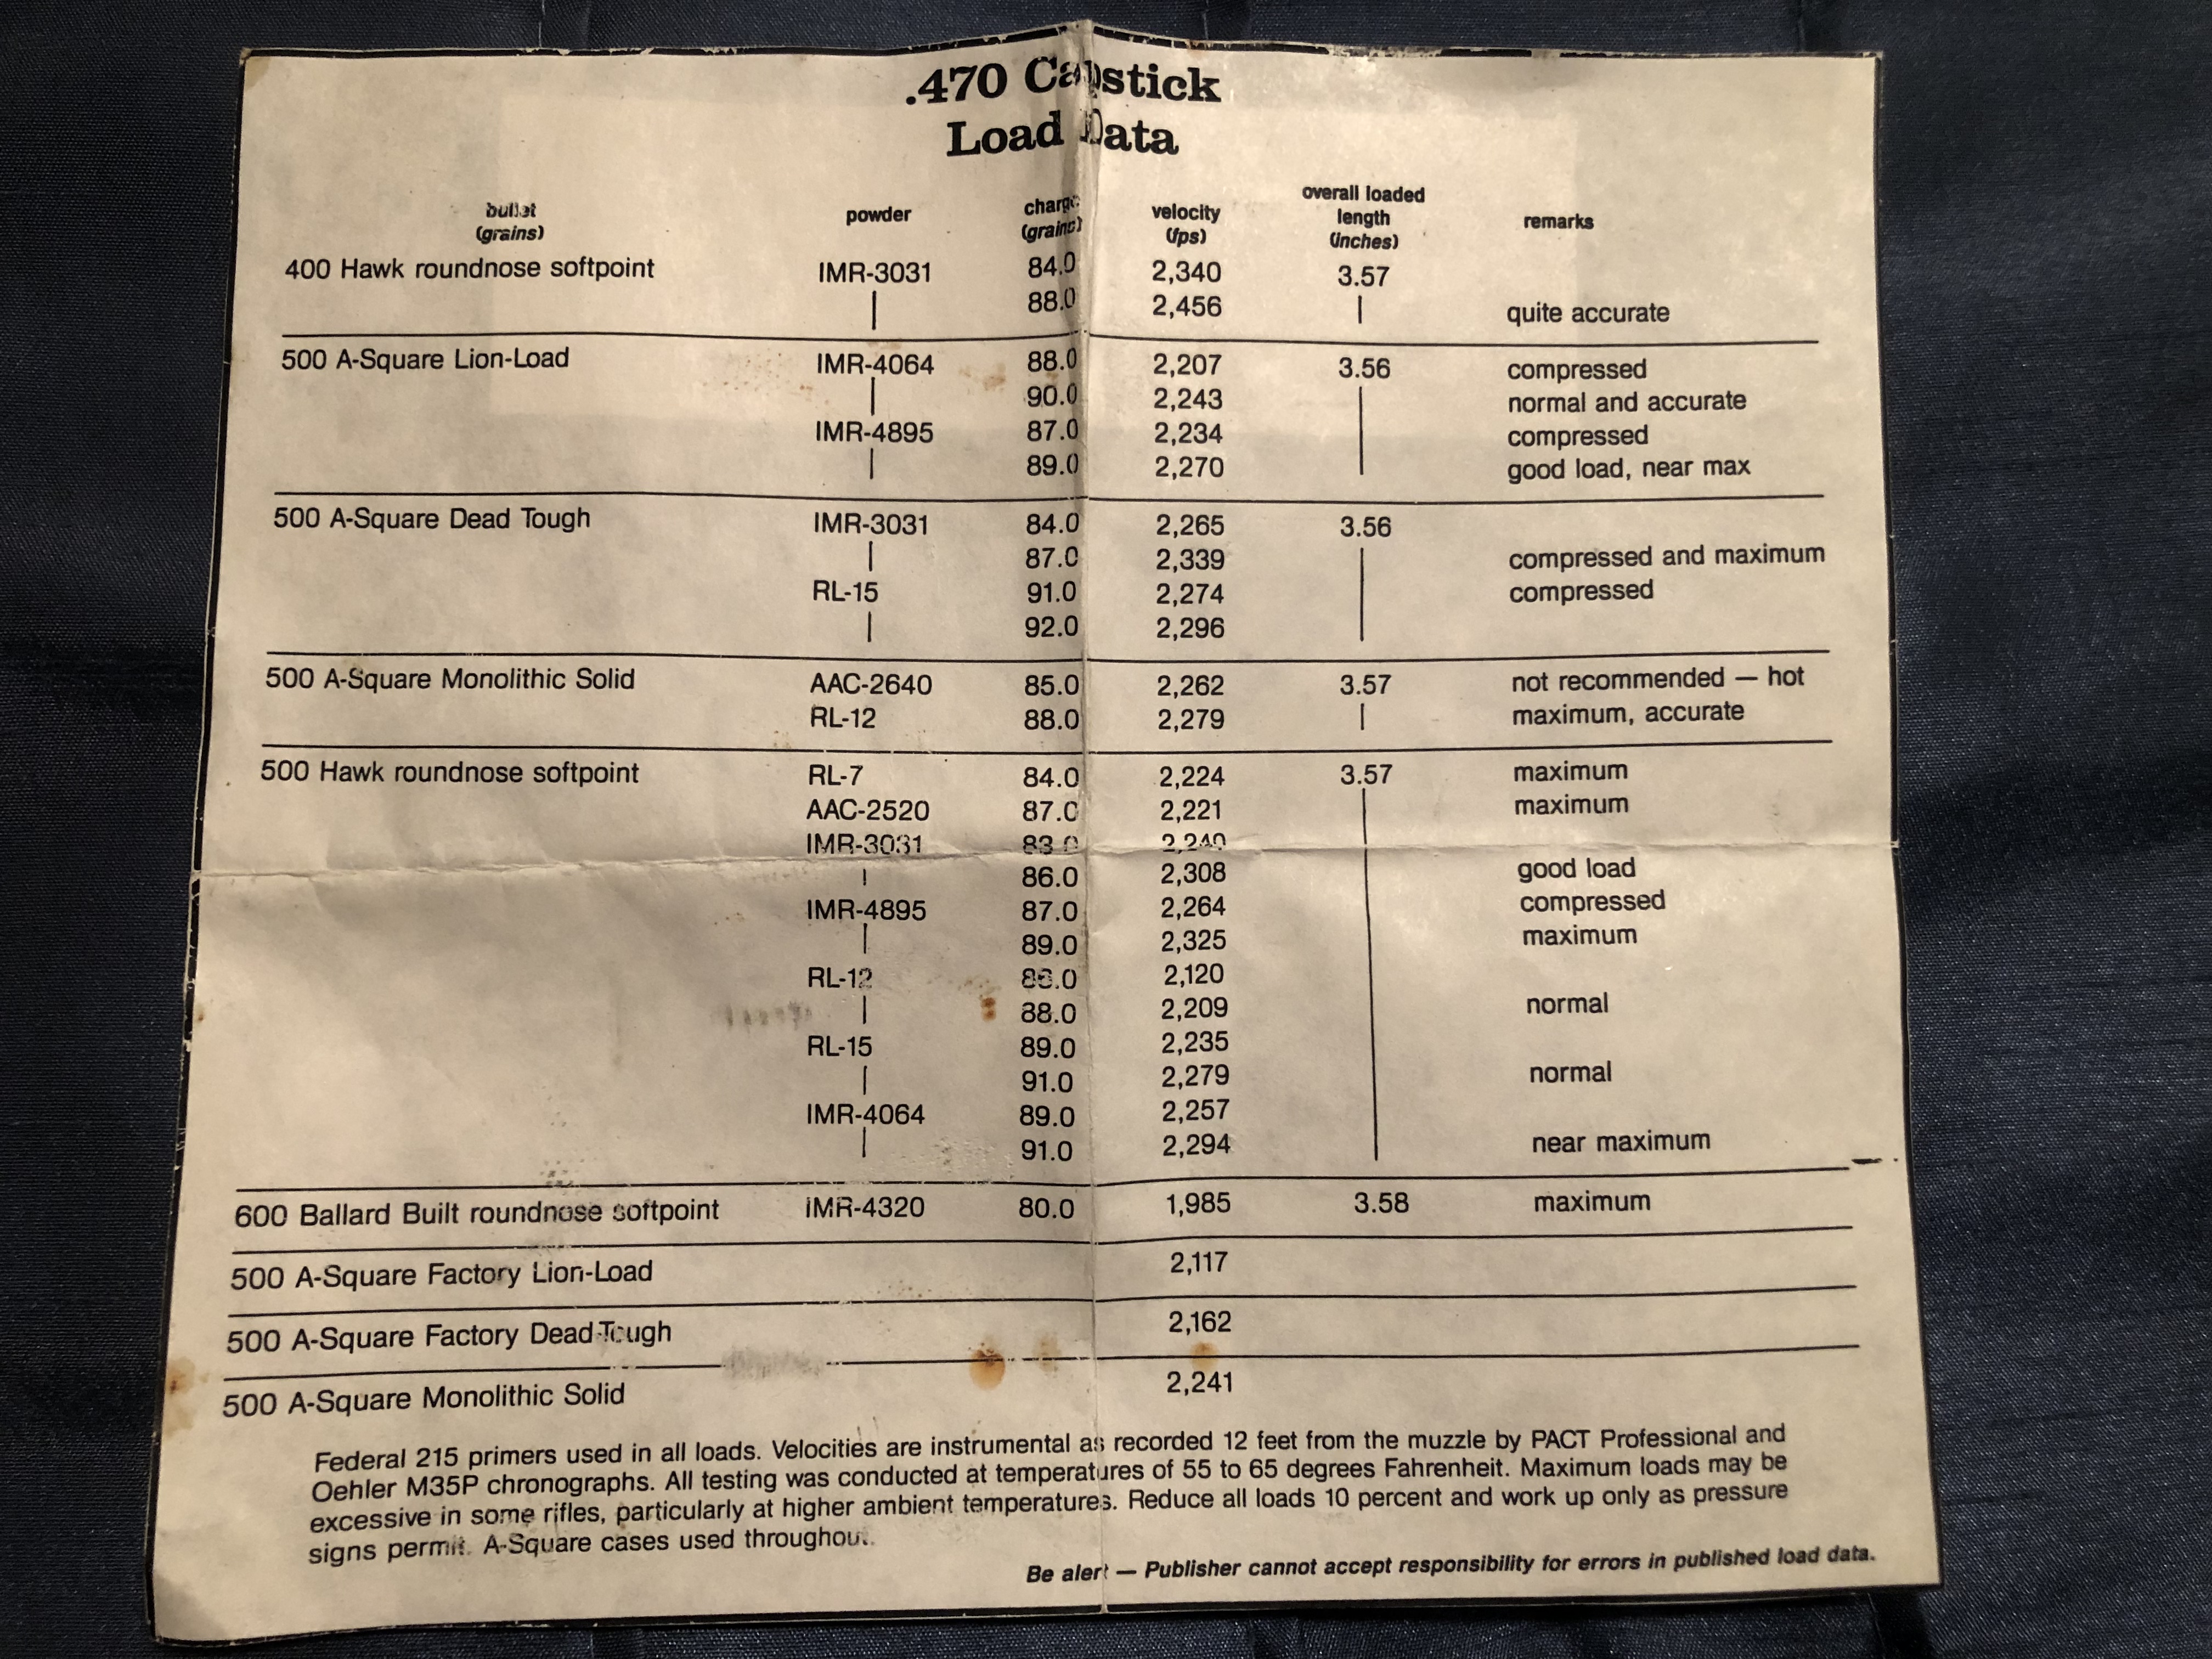 .470 Capstick
Load Data
bullet (grains) powder charge (grains) velocity (fps) overall loaded length (inches) remarks
400 Hawk roundnose softpoint IMR-3031 84.0 2,340 3.57
88.0 2,456 quite accurate
500 A-Square Lion-Load IMR-4064 88.0 2,207 3.56 compressed
90.0 2,243 normal and accurate
IMR-4895 87.0 2,234 compressed
89.0 2,270 good load, near max
500 A-Square Dead Tough IMR-3031 84.0 2,265 3.56
87.0 2,339 compressed and maximum
RL-15 91.0 2,274 compressed
92.0 2,296
500 A-Square Monolithic Solid AAC-2640 85.0 2,262 3.57 not recommended — hot
RL-12 88.0 2,279 maximum, accurate
500 Hawk roundnose softpoint RL-7 84.0 2,224 3.57 maximum
AAC-2520 87.0 2,221 maximum
IMR-3031 83.0 2,240
86.0 2,308 good load
IMR-4895 87.0 2,264 compressed
89.0 2,325 maximum
RL-12 2,120
88.0 2,209 normal
RL-15 89.0 2,235
91.0 2,279 normal
IMR-4064 89.0 2,257
91.0 2,294 near maximum
600 Ballard Built roundnose softpoint IMR-4320 80.0 1,985 3.58 maximum
500 A-Square Factory Lion-Load 2,117
500 A-Square Factory Dead Tough 2,162
500 A-Square Monolithic Solid 2,241
Federal 215 primers used in all loads. Velocities are instrumental as recorded 12 feet from the muzzle by PACT Professional and
Oehler M35P chronographs. All testing was conducted at temperatures of 55 to 65 degrees Fahrenheit. Maximum loads may be
excessive in some rifles, particularly at higher ambient temperatures. Reduce all loads 10 percent and work up only as pressure
signs permit. A-Square cases used throughout.
Be alert — Publisher cannot accept responsibility for errors in published load data.